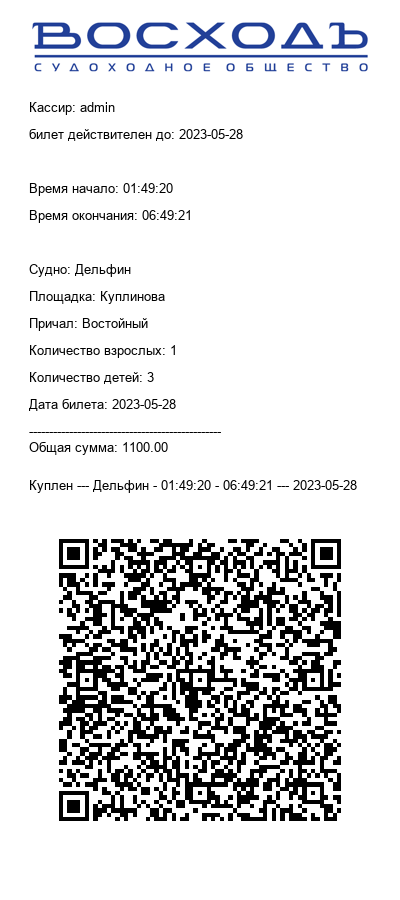 ВОСХОДЪ
СУДОХОДНОЕ ОБЩЕСТВО
Кассир: admin
билет действителен до: 2023-05-28
Время начало: 01:49:20
Время окончания: 06:49:21
Судно: Дельфин
Площадка: Куплинова
Причал: Востойный
Количество взрослых: 1
Количество детей: 3
Дата билета: 2023-05-28
------------------------------------------------
Общая сумма: 1100.00
Куплен --- Дельфин - 01:49:20 - 06:49:21 --- 2023-05-28